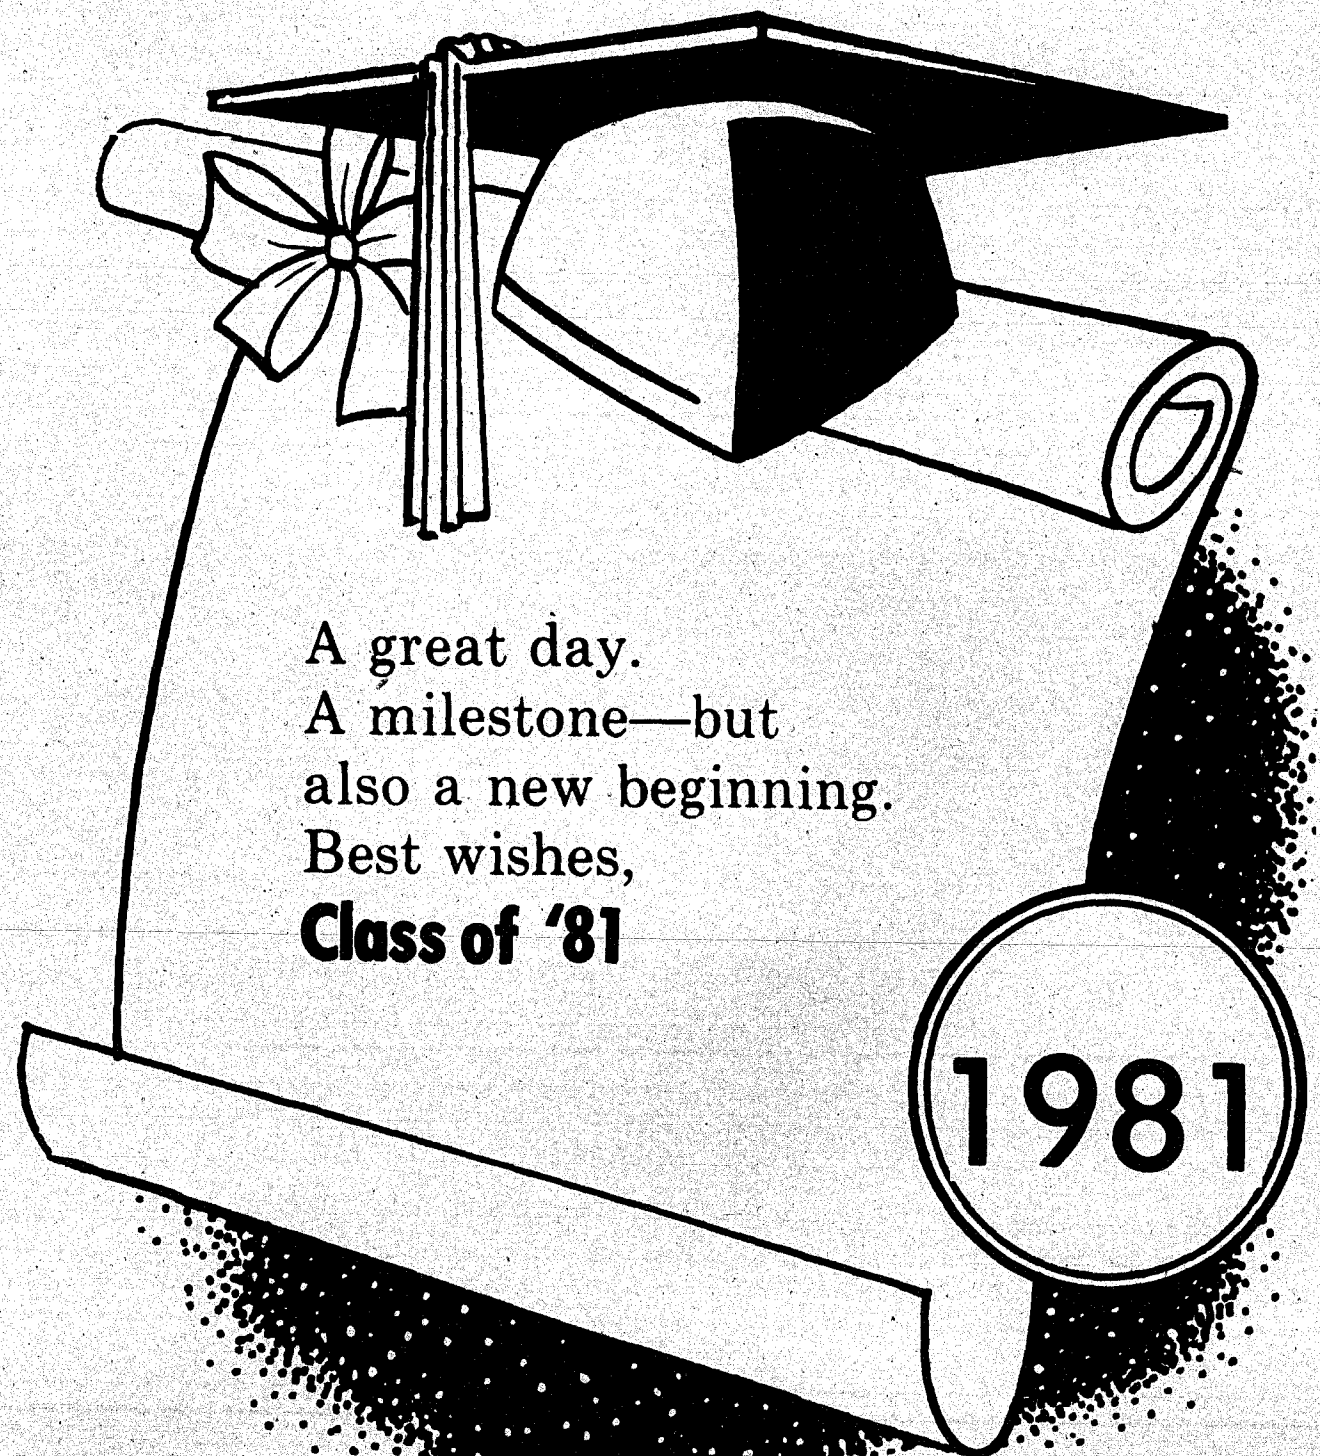 A great day.
A milestone—but
also a new beginning.
Best wishes,
Class of '81
1981